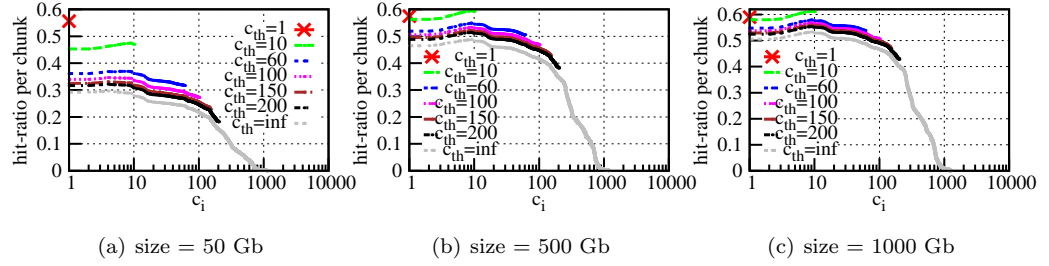 hit-ratio per chunk
0.6
0.5
0.4
0.3
0.2
0.1
0
c_th=1
c_th=10
c_th=60
c_th=100
c_th=150
c_th=200
c_th=inf
1 10 100 1000 10000
c_i
(a) size = 50 Gb
hit-ratio per chunk
0.6
0.5
0.4
0.3
0.2
0.1
0
c_th=1
c_th=10
c_th=60
c_th=100
c_th=150
c_th=200
c_th=inf
1 10 100 1000 10000
c_i
(b) size = 500 Gb
hit-ratio per chunk
0.6
0.5
0.4
0.3
0.2
0.1
0
c_th=1
c_th=10
c_th=60
c_th=100
c_th=150
c_th=200
c_th=inf
1 10 100 1000 10000
c_i
(c) size = 1000 Gb